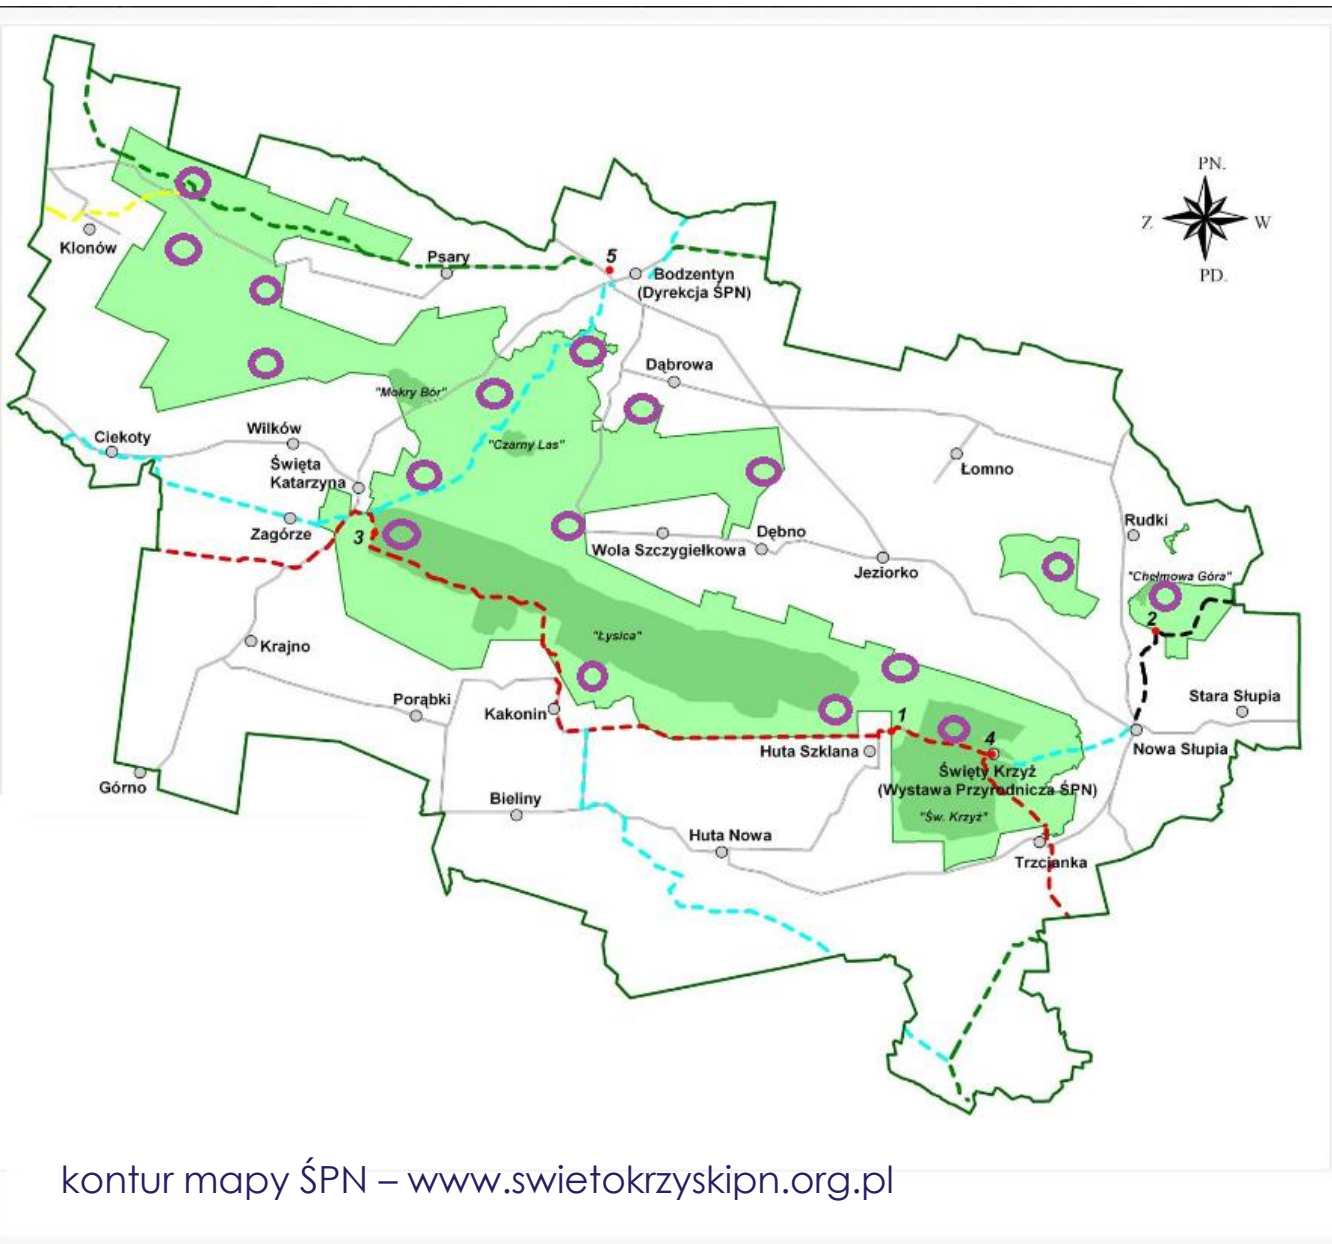 PN.
Z
W
PD.
Klonów
Psary
5
Bodzentyn
(Dyrekcja ŚPN)
Dąbrowa
"Mokry Bór"
Wilków
Ciekoty
"Czarny Las"
Święta
Katarzyna
Łomno
Zagórze
3
Wola Szczygiełkowa
Dębno
Rudki
Jeziorko
"Chełmowa Góra"
2
"Łysica"
Krajno
Porąbki
Kakonin
Stara Słupia
1
4
Huta Szklana
Nowa Słupia
Święty Krzyż
(Wystawa Przyrodnicza ŚPN)
Górno
Bieliny
"Św. Krzyż"
Huta Nowa
Trzcianka
kontur mapy ŚPN – www.swietokrzyskipn.org.pl